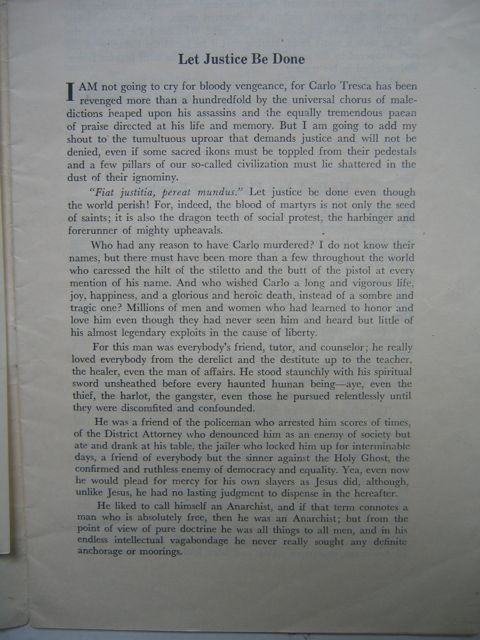 Let Justice Be Done
I AM not going to cry for bloody vengeance, for Carlo Tresca has been
revenged more than a hundredfold by the universal chorus of male-
dictions heaped upon his assassins and the equally tremendous paean
of praise directed at his life and memory. But I am going to add my
shout to the tumultuous uproar that demands justice and will not be
denied, even if some sacred ikons must be toppled from their pedestals
and a few pillars of our so-called civilization must lie shattered in the
dust of their ignominy.
"Fiat justitia, pereat mundus." Let justice be done even though
the world perish! For, indeed, the blood of martyrs is not only the seed
of saints; it is also the dragon teeth of social protest, the harbinger and
forerunner of mighty upheavals.
Who had any reason to have Carlo murdered? I do not know their
names, but there must have been more than a few throughout the world
who caressed the hilt of the stiletto and the butt of the pistol at every
mention of his name. And who wished Carlo a long and vigorous life,
joy, happiness, and a glorious and heroic death, instead of a sombre and
tragic one? Millions of men and women who had learned to honor and
love him even though they had never seen him and heard but little of
his almost legendary exploits in the cause of liberty.
For this man was everybody's friend, tutor, and counselor; he really
loved everybody from the derelict and the destitute up to the teacher,
the healer, even the man of affairs. He stood staunchly with his spiritual
sword unsheathed before every haunted human being—aye, even the
thief, the harlot, the gangster, even those he pursued relentlessly until
they were discomfited and confounded.
He was a friend of the policeman who arrested him scores of times,
of the District Attorney who denounced him as an enemy of society but
ate and drank at his table, the jailer who locked him up for interminable
days, a friend of everybody but the sinner against the Holy Ghost, the
confirmed and ruthless enemy of democracy and equality. Yea, even now
he would plead for mercy for his own slayers as Jesus did, although,
unlike Jesus, he had no lasting judgment to dispense in the hereafter.
He liked to call himself an Anarchist, and if that term connotes a
man who is absolutely free, then he was an Anarchist; but from the
point of view of pure doctrine he was all things to all men, and in his
endless intellectual vagabondage he never really sought any definite
anchorage or moorings.